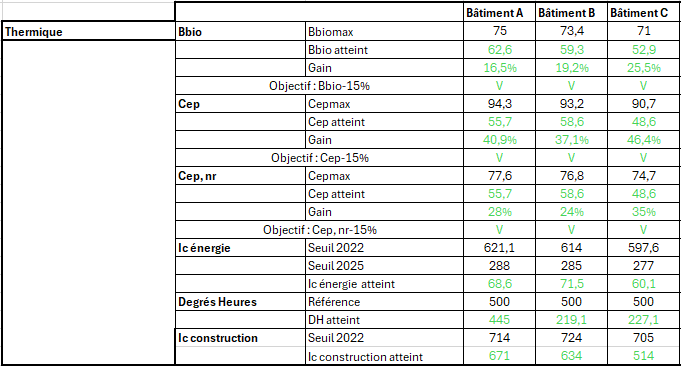 Bâtiment A Bâtiment B Bâtiment C
Thermique Bbio Bbiomax 75 73,4 71
Bbio atteint 62,6 59,3 52,9
Gain 16,5% 19,2% 25,5%
Objectif : Bbio-15% V V V
Cep Cepmax 94,3 93,2 90,7
Cep atteint 55,7 58,6 48,6
Gain 40,9% 37,1% 46,4%
Objectif : Cep-15% V V V
Cep, nr Cepmax 77,6 76,8 74,7
Cep atteint 55,7 58,6 48,6
Gain 28% 24% 35%
Objectif : Cep, nr-15% V V V
Ic énergie Seuil 2022 621,1 614 597,6
Seuil 2025 288 285 277
Ic énergie atteint 68,6 71,5 60,1
Degrés Heures Référence 500 500 500
DH atteint 445 219,1 227,1
Ic construction Seuil 2022 714 724 705
Ic construction atteint 671 634 514